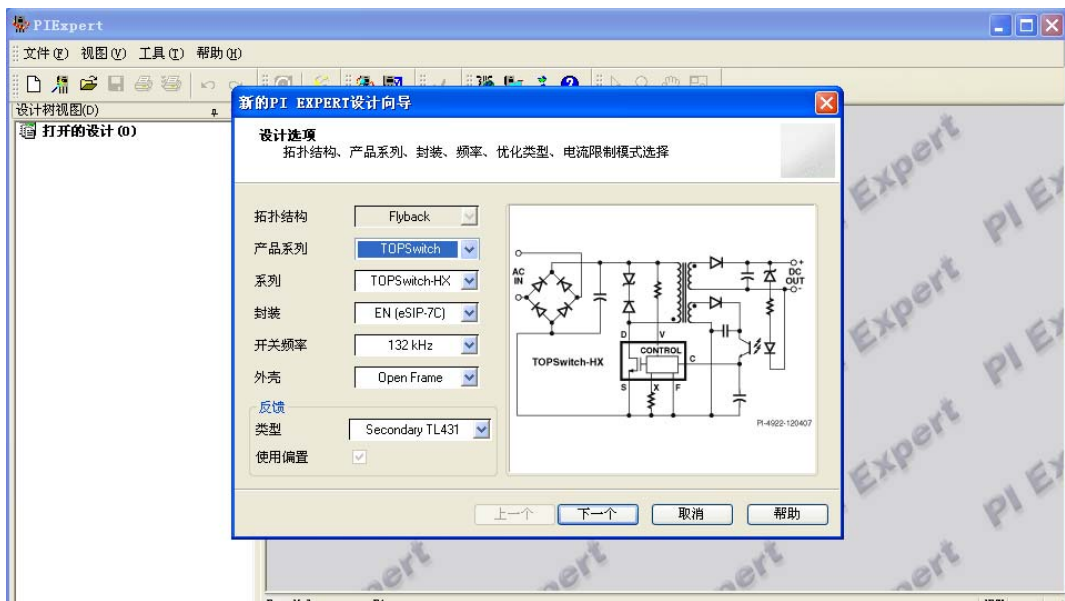 PIExpert
文件(F) 视图(V) 工具(T) 帮助(H)
设计树视图(D)
打开的设计 (0)
新的PI EXPERT设计向导
设计选项
拓扑结构、产品系列、封装、频率、优化类型、电流限制模式选择
拓扑结构 Flyback
产品系列 TOPSwitch
系列 TOPSwitch-HX
封装 EN (eSIP-7C)
开关频率 132 kHz
外壳 Open Frame
反馈
类型 Secondary TL431
使用偏置
AC IN
+
DC OUT
-
D V
CONTROL
C
TOPSwitch-HX
S X F
PI-4922-120407
上一个 下一个 取消 帮助
Expert
PI Ex
Expert
PI Ex
Expert
PI Ex
pert
pert
pert
pert